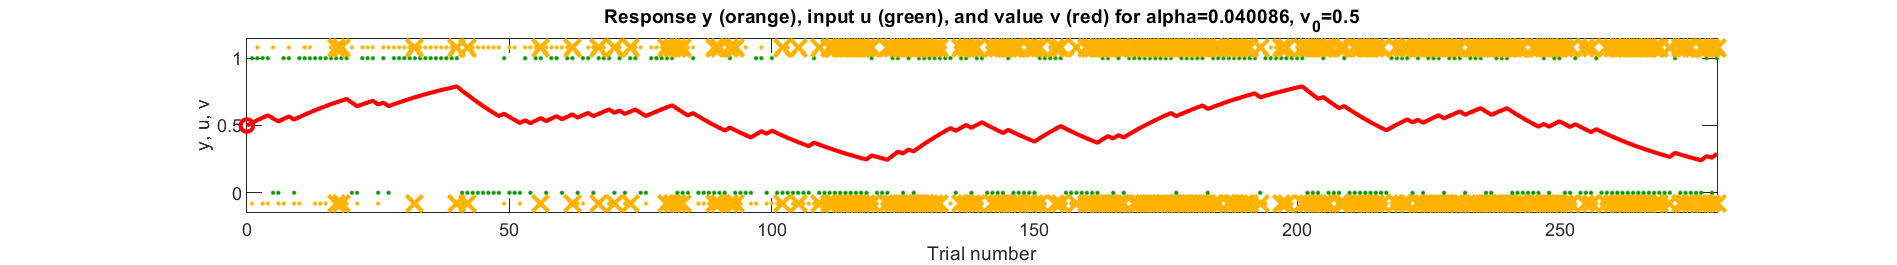 Response y (orange), input u (green), and value v (red) for alpha=0.040086, v0=0.5
y, u, v
1
0.5
0
0 50 100 150 200 250
Trial number